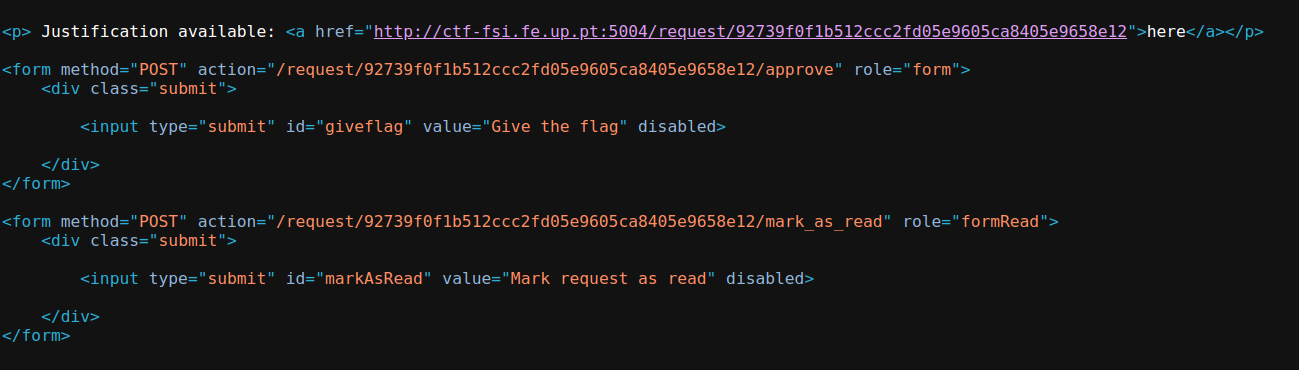 <p> Justification available: <a href="http://ctf-fsi.fe.up.pt:5004/request/92739f0f1b512ccc2fd05e9605ca8405e9658e12">here</a></p>
<form method="POST" action="/request/92739f0f1b512ccc2fd05e9605ca8405e9658e12/approve" role="form">
<div class="submit">
<input type="submit" id="giveflag" value="Give the flag" disabled>
</div>
</form>
<form method="POST" action="/request/92739f0f1b512ccc2fd05e9605ca8405e9658e12/mark_as_read" role="formRead">
<div class="submit">
<input type="submit" id="markAsRead" value="Mark request as read" disabled>
</div>
</form>